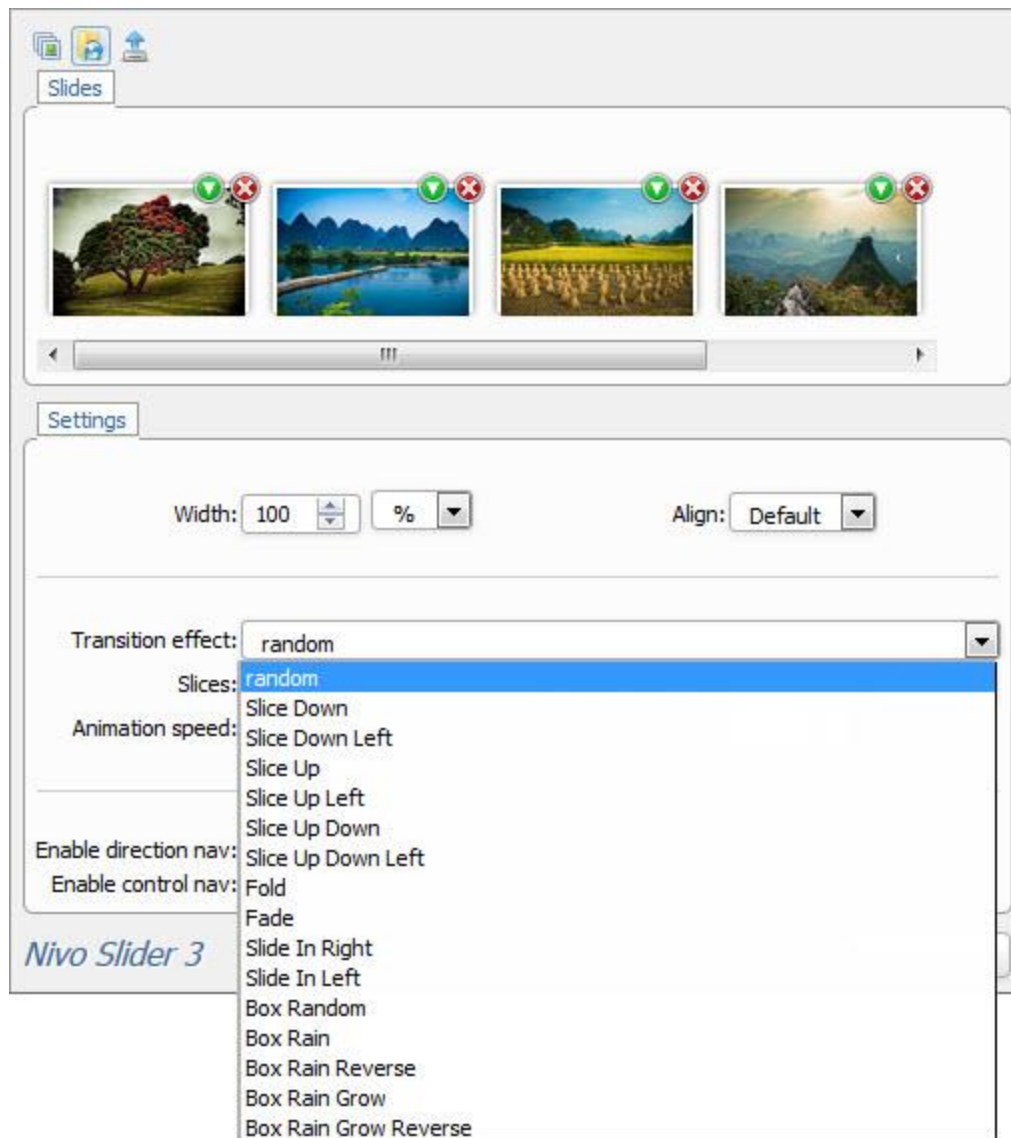 Slides
Settings
Width: 100 % Align: Default
Transition effect: random
Slices: random
Slice Down
Animation speed: Slice Down Left
Slice Up
Slice Up Left
Slice Up Down
Enable direction nav: Slice Up Down Left
Enable control nav: Fold
Fade
Nivo Slider 3 Slide In Right
Slide In Left
Box Random
Box Rain
Box Rain Reverse
Box Rain Grow
Box Rain Grow Reverse